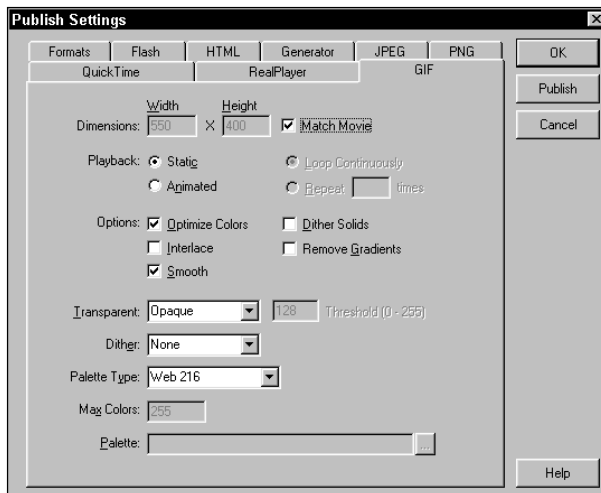 Publish Settings
Formats Flash HTML Generator JPEG PNG
QuickTime RealPlayer GIF
OK
Publish
Cancel
Width Height
Dimensions: 550 X 400 Match Movie
Playback: Static Loop Continuously
Animated Repeat times
Options: Optimize Colors Dither Solids
Interlace Remove Gradients
Smooth
Transparent: Opaque 128 Threshold (0 - 255)
Dither: None
Palette Type: Web 216
Max Colors: 255
Palette: ...
Help